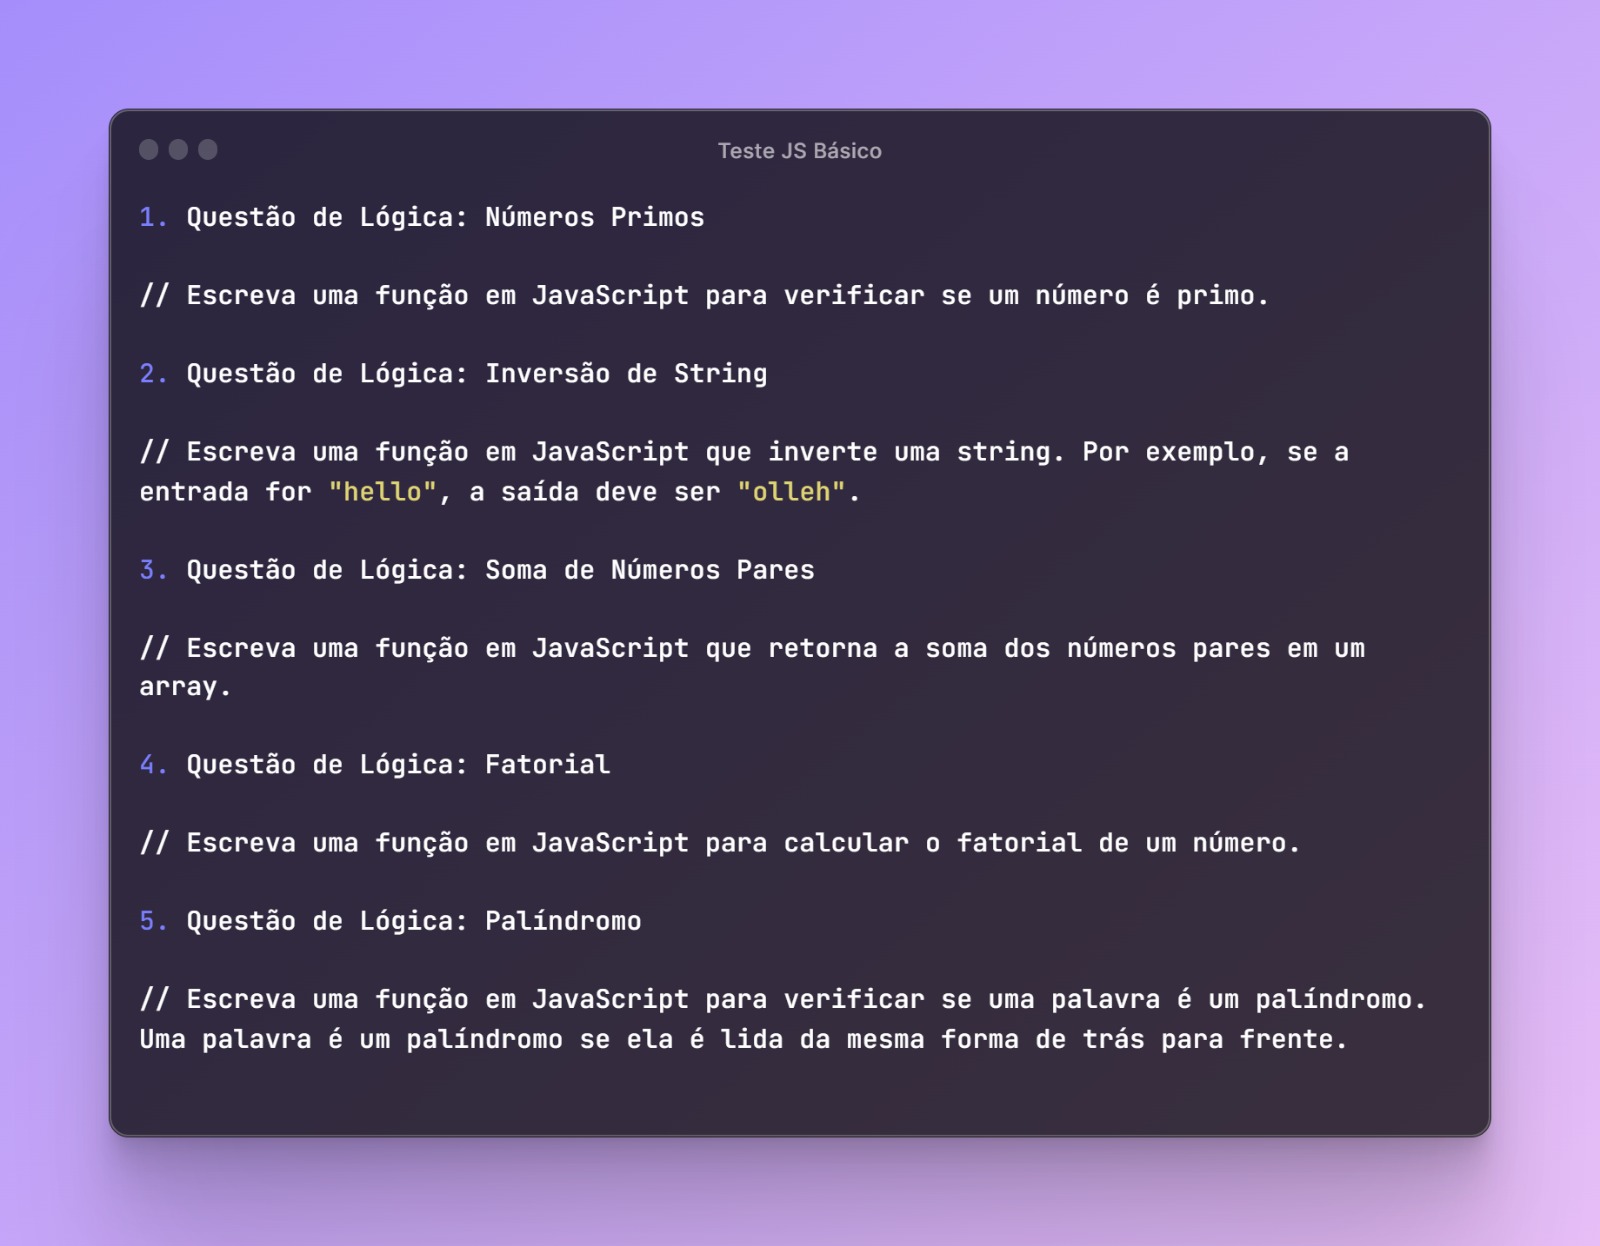 Teste JS Básico
1. Questão de Lógica: Números Primos
// Escreva uma função em JavaScript para verificar se um número é primo.
2. Questão de Lógica: Inversão de String
// Escreva uma função em JavaScript que inverte uma string. Por exemplo, se a
entrada for "hello", a saída deve ser "olleh".
3. Questão de Lógica: Soma de Números Pares
// Escreva uma função em JavaScript que retorna a soma dos números pares em um
array.
4. Questão de Lógica: Fatorial
// Escreva uma função em JavaScript para calcular o fatorial de um número.
5. Questão de Lógica: Palíndromo
// Escreva uma função em JavaScript para verificar se uma palavra é um palíndromo.
Uma palavra é um palíndromo se ela é lida da mesma forma de trás para frente.